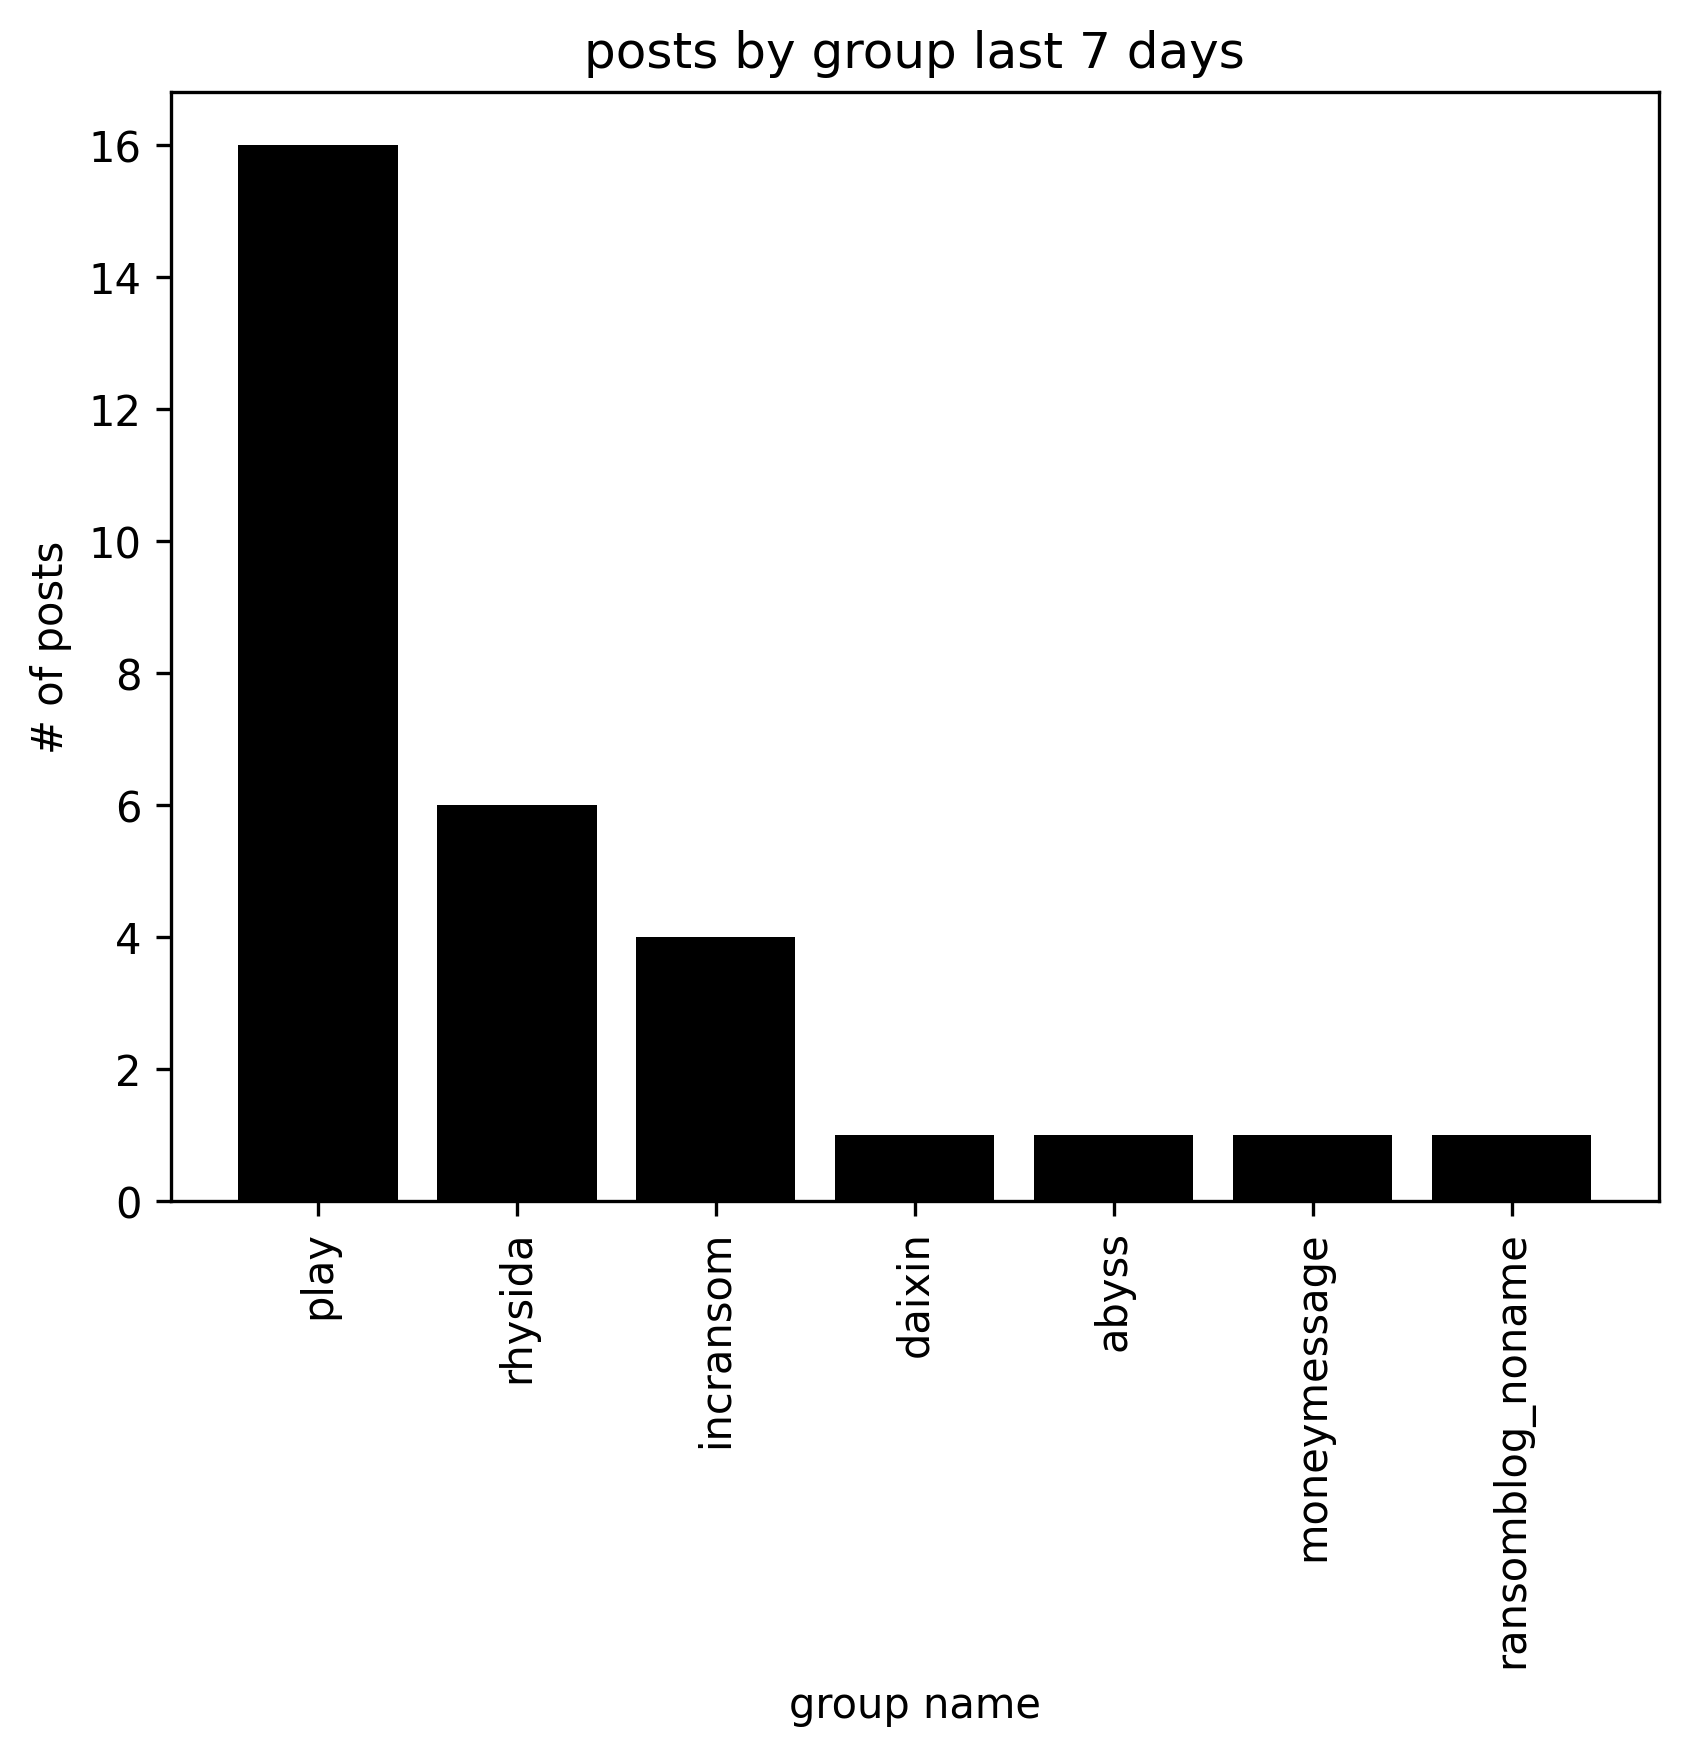 posts by group last 7 days
# of posts
16
14
12
10
8
6
4
2
0
play
rhysida
incransom
daixin
abyss
moneymessage
ransomblog_noname
group name